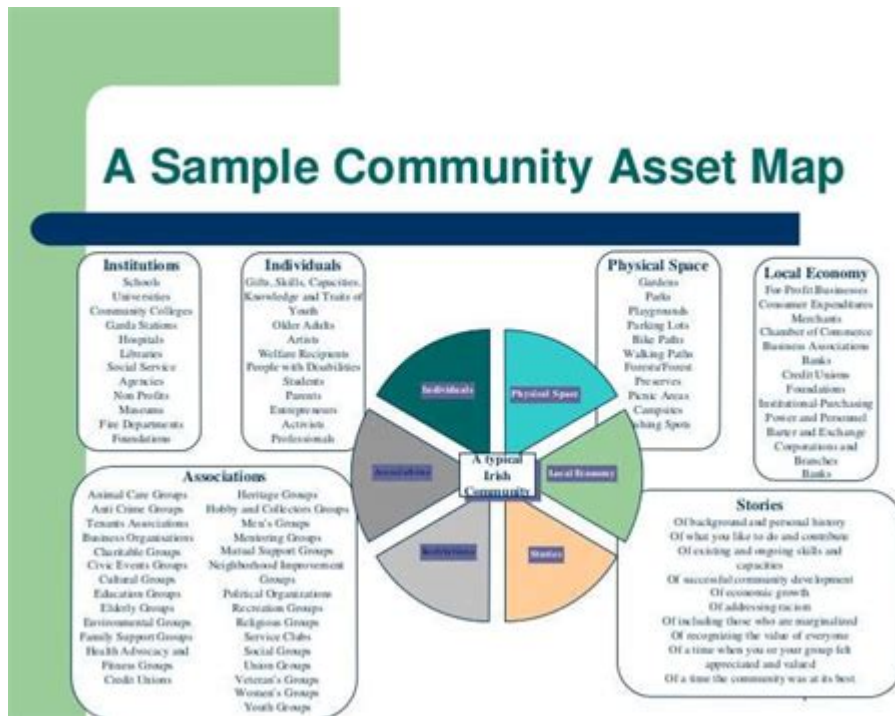 A Sample Community Asset Map
Institutions
Schools
Universities
Community Colleges
Garda Stations
Hospitals
Libraries
Social Service
Agencies
Non Profits
Museums
Fire Departments
Foundations
Individuals
Gifts, Skills, Capacities,
Knowledge and Traits of
Youth
Older Adults
Artists
Welfare Recipients
People with Disabilities
Students
Parents
Entrepreneurs
Activists
Professionals
Physical Space
Gardens
Parks
Playgrounds
Parking Lots
Bike Paths
Walking Paths
Forests/Forest
Preserves
Picnic Areas
Campsites
shing Spots
Local Economy
For Profit Businesses
Consumer Expenditures
Merchants
Chamber of Commerce
Business Associations
Banks
Credit Unions
Foundations
Institutional-Purchasing
Power and Personnel
Barter and Exchange
Corporations and
Branches
Banks
Individuals
Physical Space
Associations
A typical
Irish
Community
Local Economy
Institutions
Stories
Associations
Animal Care Groups
Anti Crime Groups
Tenants Associations
Business Organisations
Charitable Groups
Civic Events Groups
Cultural Groups
Education Groups
Elderly Groups
Environmental Groups
Family Support Groups
Health Advocacy and
Fitness Groups
Credit Unions
Heritage Groups
Hobby and Collectors Groups
Men's Groups
Mentoring Groups
Mutual Support Groups
Neighborhood Improvement
Groups
Political Organizations
Recreation Groups
Religious Groups
Service Clubs
Social Groups
Union Groups
Veteran's Groups
Women's Groups
Youth Groups
Stories
Of background and personal history
Of what you like to do and contribute
Of existing and ongoing skills and
capacities
Of successful community development
Of economic growth
Of addressing racism
Of including those who are marginalized
Of recognizing the value of everyone
Of a time when you or your group felt
appreciated and valued
Of a time the community was at its best